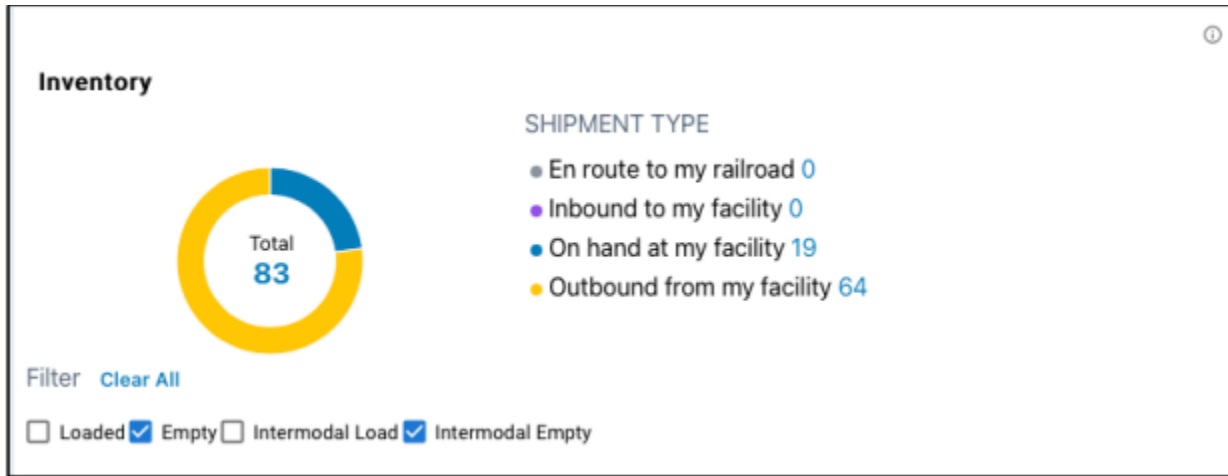 Inventory
SHIPMENT TYPE
En route to my railroad 0
Inbound to my facility 0
On hand at my facility 19
Outbound from my facility 64
Total
83
Filter Clear All
Loaded Empty Intermodal Load Intermodal Empty